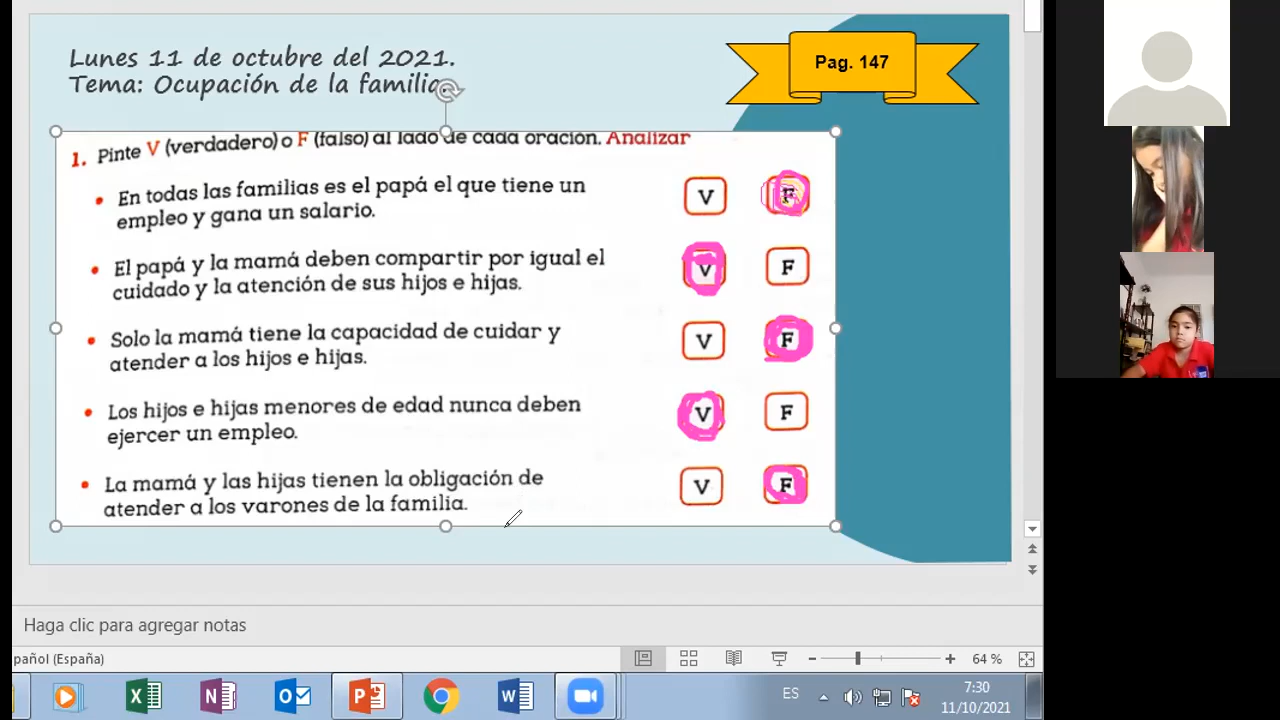 Lunes 11 de octubre del 2021.
Tema: Ocupación de la familia.
Pag. 147
1. Pinte V (verdadero) o F (falso) al lado de cada oración. Analizar
• En todas las familias es el papá el que tiene un
empleo y gana un salario.
V F
• El papá y la mamá deben compartir por igual el
cuidado y la atención de sus hijos e hijas.
V F
• Solo la mamá tiene la capacidad de cuidar y
atender a los hijos e hijas.
V F
• Los hijos e hijas menores de edad nunca deben
ejercer un empleo.
V F
• La mamá y las hijas tienen la obligación de
atender a los varones de la familia.
V F
Haga clic para agregar notas
pañol (España)
64 %
ES
7:30
11/10/2021